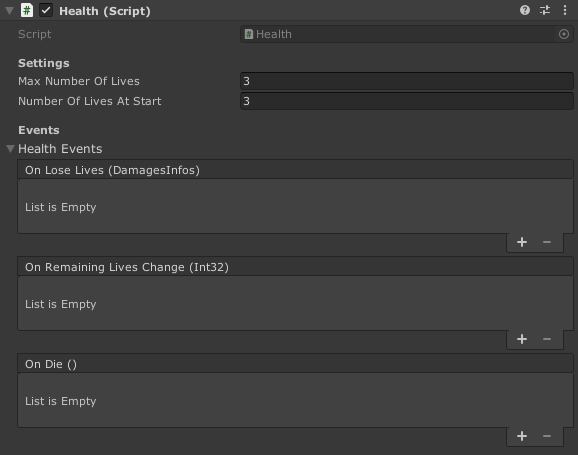 Health (Script)
Script Health
Settings
Max Number Of Lives 3
Number Of Lives At Start 3
Events
Health Events
On Lose Lives (DamagesInfos)
List is Empty
+ −
On Remaining Lives Change (Int32)
List is Empty
+ −
On Die ()
List is Empty
+ −